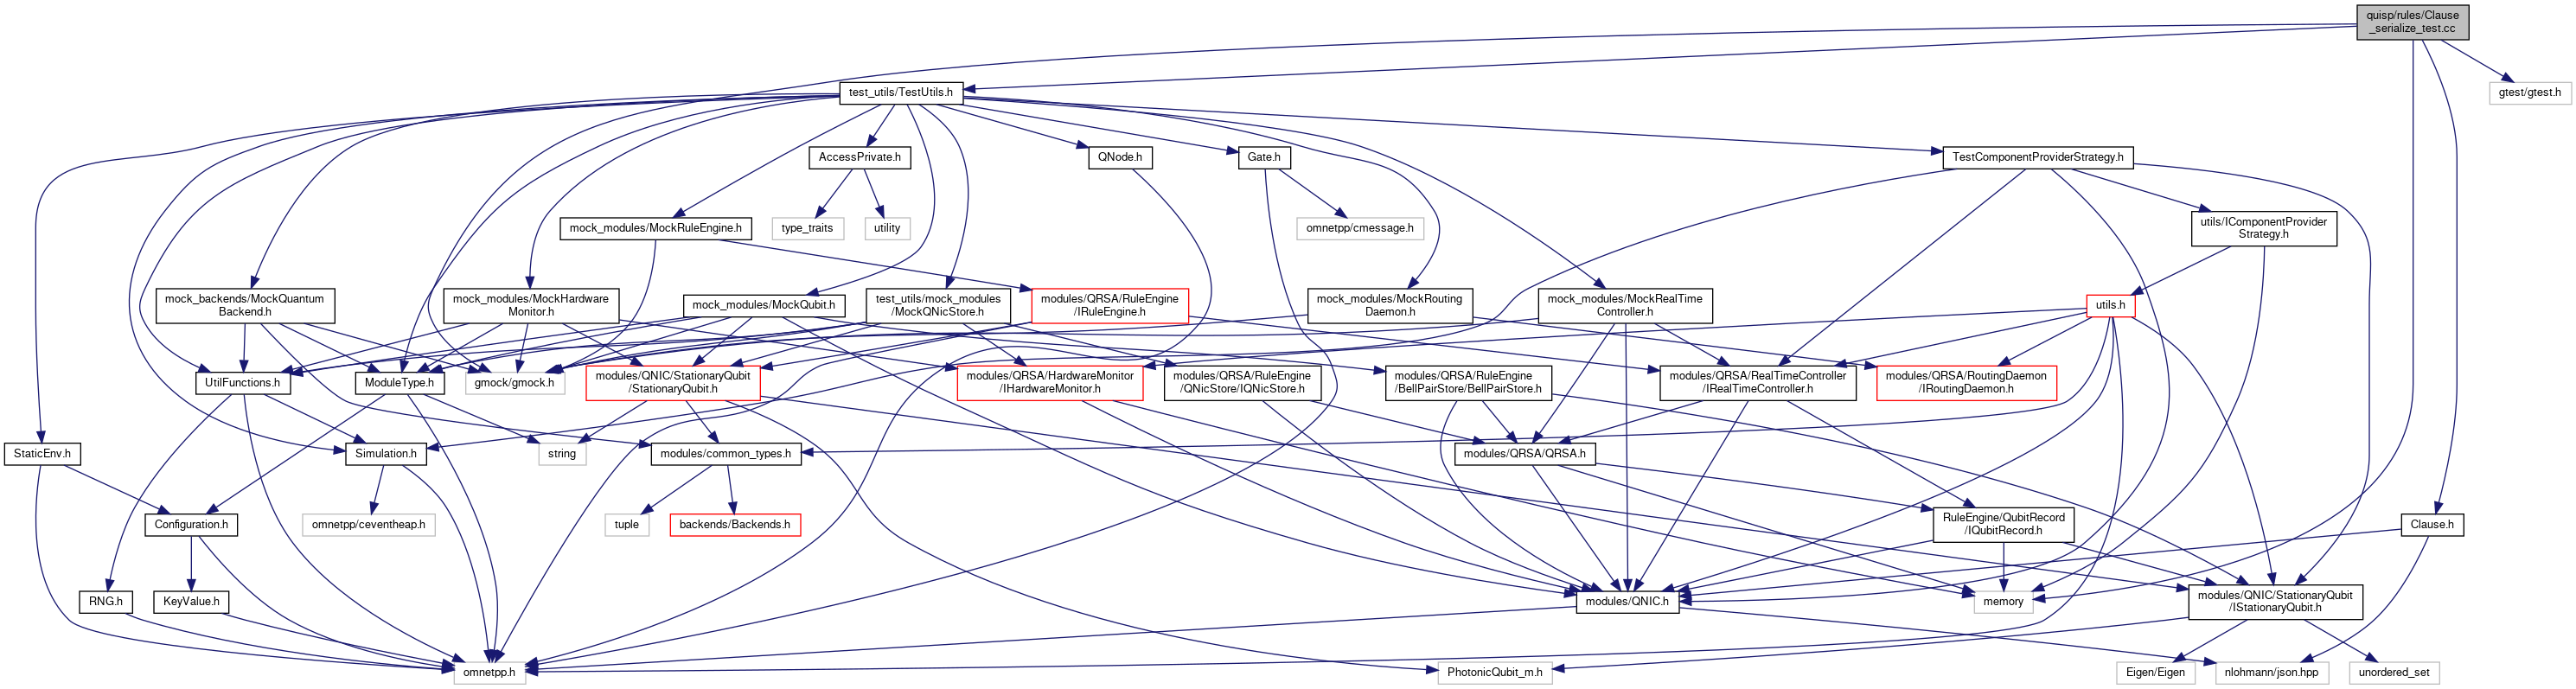 quisp/rules/Clause
_serialize_test.cc
test_utils/TestUtils.h
gtest/gtest.h
AccessPrivate.h
QNode.h
Gate.h
TestComponentProviderStrategy.h
mock_modules/MockRuleEngine.h
type_traits
utility
omnetpp/cmessage.h
utils/IComponentProvider
Strategy.h
mock_backends/MockQuantum
Backend.h
mock_modules/MockHardware
Monitor.h
mock_modules/MockQubit.h
test_utils/mock_modules
/MockQNicStore.h
modules/QRSA/RuleEngine
/IRuleEngine.h
mock_modules/MockRouting
Daemon.h
mock_modules/MockRealTime
Controller.h
utils.h
UtilFunctions.h
ModuleType.h
gmock/gmock.h
modules/QNIC/StationaryQubit
/StationaryQubit.h
modules/QRSA/HardwareMonitor
/IHardwareMonitor.h
modules/QRSA/RuleEngine
/QNicStore/IQNicStore.h
modules/QRSA/RuleEngine
/BellPairStore/BellPairStore.h
modules/QRSA/RealTimeController
/IRealTimeController.h
modules/QRSA/RoutingDaemon
/IRoutingDaemon.h
StaticEnv.h
Simulation.h
string
modules/common_types.h
modules/QRSA/QRSA.h
Configuration.h
omnetpp/ceventheap.h
tuple
backends/Backends.h
RuleEngine/QubitRecord
/IQubitRecord.h
Clause.h
RNG.h
KeyValue.h
modules/QNIC.h
memory
modules/QNIC/StationaryQubit
/IStationaryQubit.h
omnetpp.h
PhotonicQubit_m.h
Eigen/Eigen
nlohmann/json.hpp
unordered_set